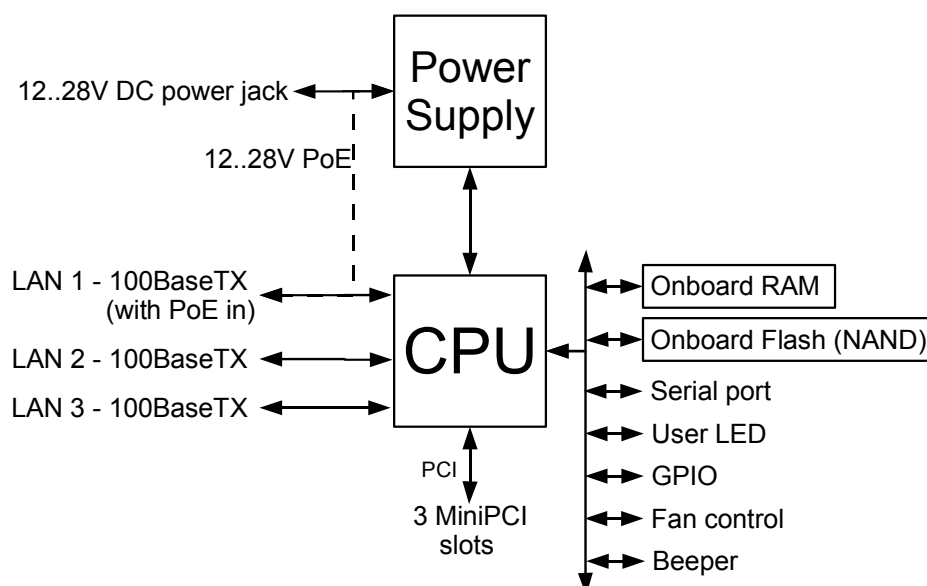 Power
Supply
12..28V DC power jack
12..28V PoE
LAN 1 - 100BaseTX
(with PoE in)
LAN 2 - 100BaseTX
LAN 3 - 100BaseTX
CPU
PCI
3 MiniPCI
slots
Onboard RAM
Onboard Flash (NAND)
Serial port
User LED
GPIO
Fan control
Beeper